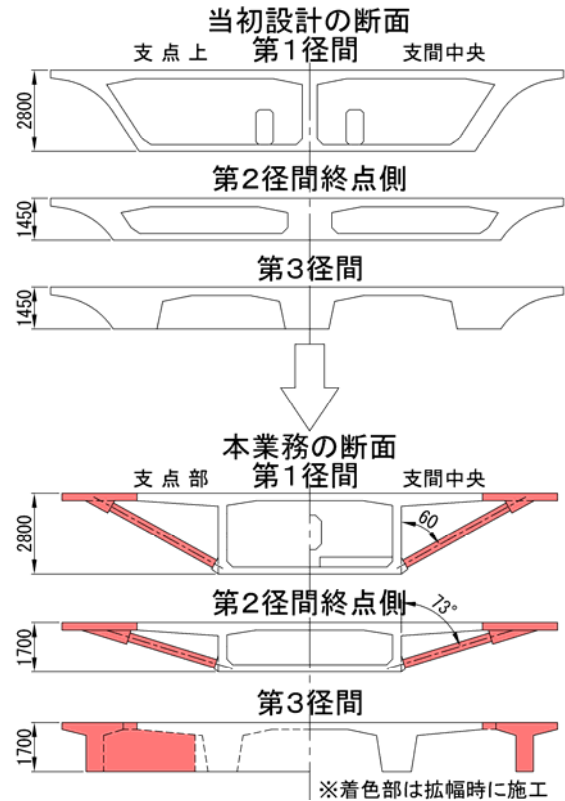 当初設計の断面
支点上 第1径間 支間中央
2800
第2径間終点側
1450
第3径間
1450
本業務の断面
支点部 第1径間 支間中央
2800
60
第2径間終点側
73°
1700
第3径間
1700
※着色部は拡幅時に施工